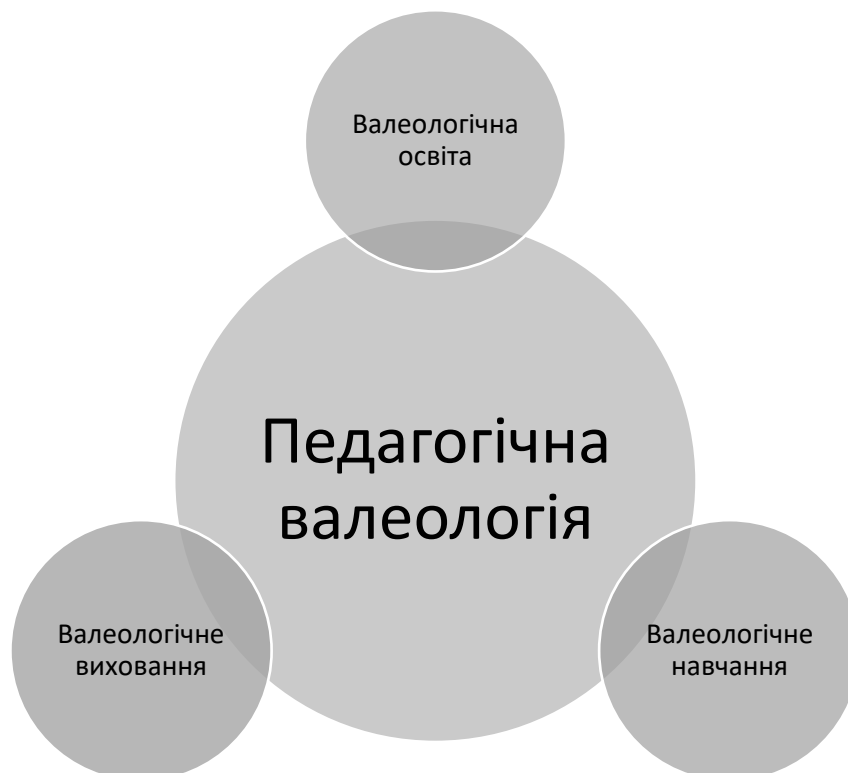 Валеологічна
освіта
Педагогічна
валеологія
Валеологічне
виховання
Валеологічне
навчання